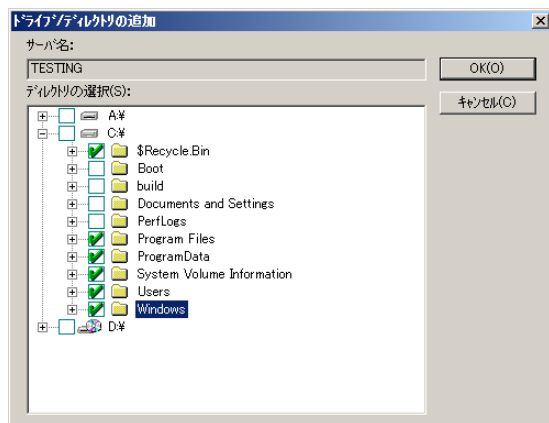 ドライブ/ディレクトリの追加
サーバ名:
TESTING
OK(O)
ディレクトリの選択(S):
キャンセル(C)
A:¥
C:¥
$Recycle.Bin
Boot
build
Documents and Settings
PerfLogs
Program Files
ProgramData
System Volume Information
Users
Windows
D:¥